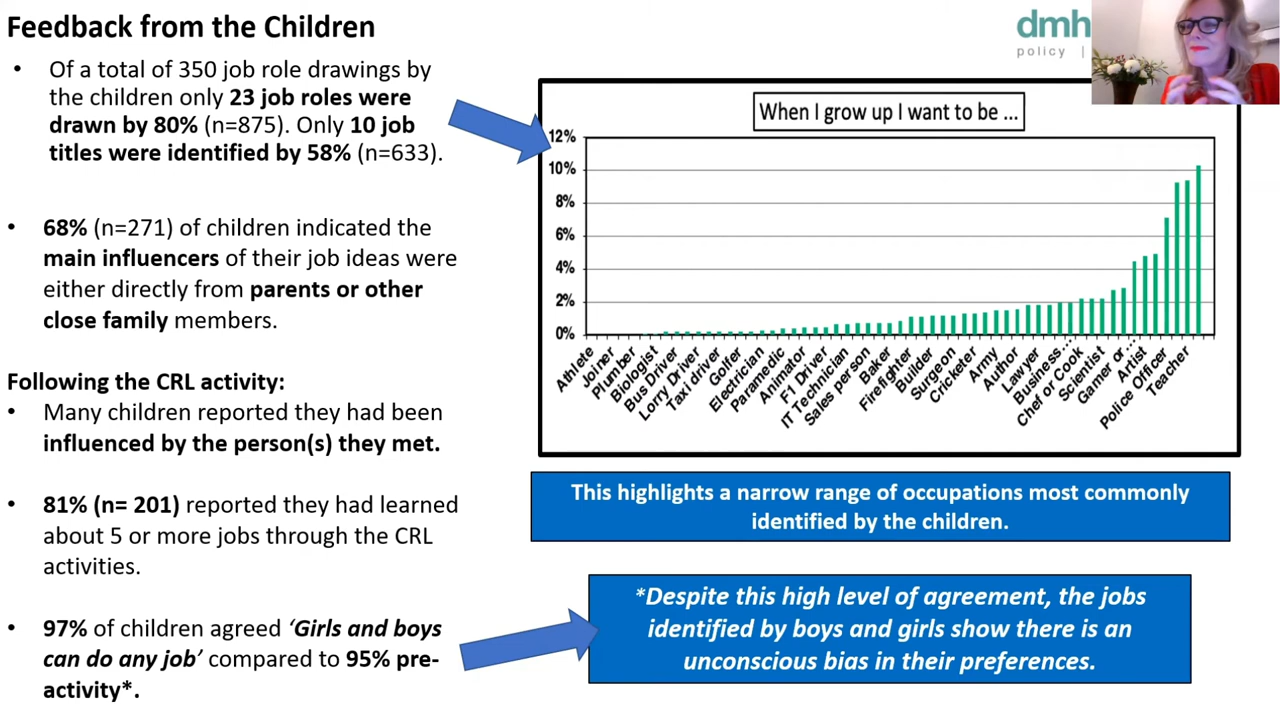 Feedback from the Children
• Of a total of 350 job role drawings by
the children only 23 job roles were
drawn by 80% (n=875). Only 10 job
titles were identified by 58% (n=633).
• 68% (n=271) of children indicated the
main influencers of their job ideas were
either directly from parents or other
close family members.
Following the CRL activity:
• Many children reported they had been
influenced by the person(s) they met.
• 81% (n= 201) reported they had learned
about 5 or more jobs through the CRL
activities.
• 97% of children agreed ‘Girls and boys
can do any job’ compared to 95% pre-
activity*.
dmh
policy |
When I grow up I want to be ...
12%
10%
8%
6%
4%
2%
0%
Athlete
Joiner
Plumber
Biologist
Bus Driver
Lorry Driver
Taxi driver
Golfer
Electrician
Paramedic
Animator
F1 Driver
IT Technician
Sales person
Baker
Firefighter
Builder
Surgeon
Cricketer
Army
Author
Lawyer
Business...
Chef or Cook
Scientist
Gamer or...
Artist
Police Officer
Teacher
This highlights a narrow range of occupations most commonly
identified by the children.
*Despite this high level of agreement, the jobs
identified by boys and girls show there is an
unconscious bias in their preferences.